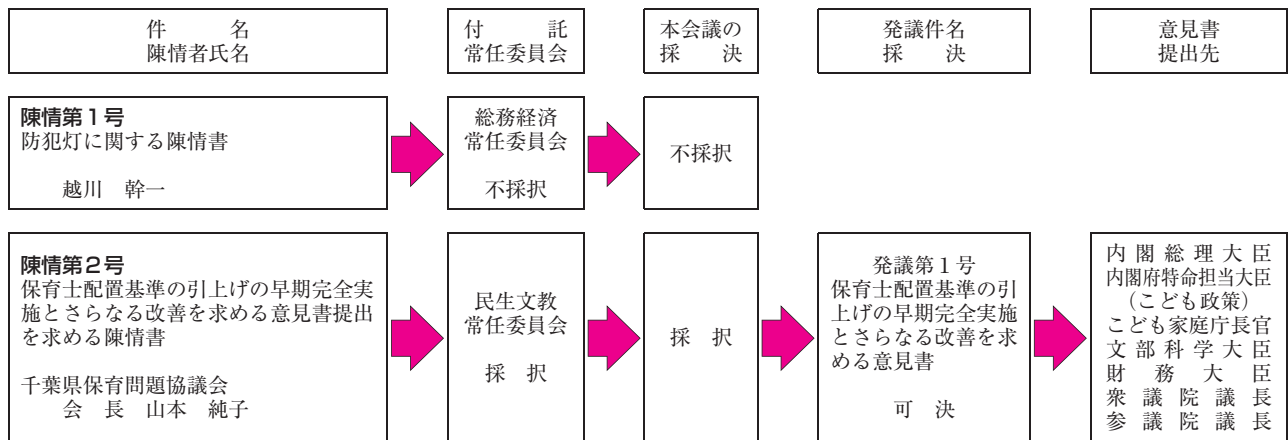 件　　名
陳情者氏名
付　　託
常任委員会
本会議の
採　　決
発議件名
採　　決
意見書
提出先
陳情第1号
防犯灯に関する陳情書
越川　幹一
総務経済
常任委員会
不採択
不採択
陳情第2号
保育士配置基準の引上げの早期完全実
施とさらなる改善を求める意見書提出
を求める陳情書
千葉県保育問題協議会
会　長　山本　純子
民生文教
常任委員会
採　択
採　択
発議第1号
保育士配置基準の引
上げの早期完全実施
とさらなる改善を求
める意見書
可　決
内閣総理大臣
内閣府特命担当大臣
（こども政策）
こども家庭庁長官
文部科学大臣
財務大臣
衆議院議長
参議院議長